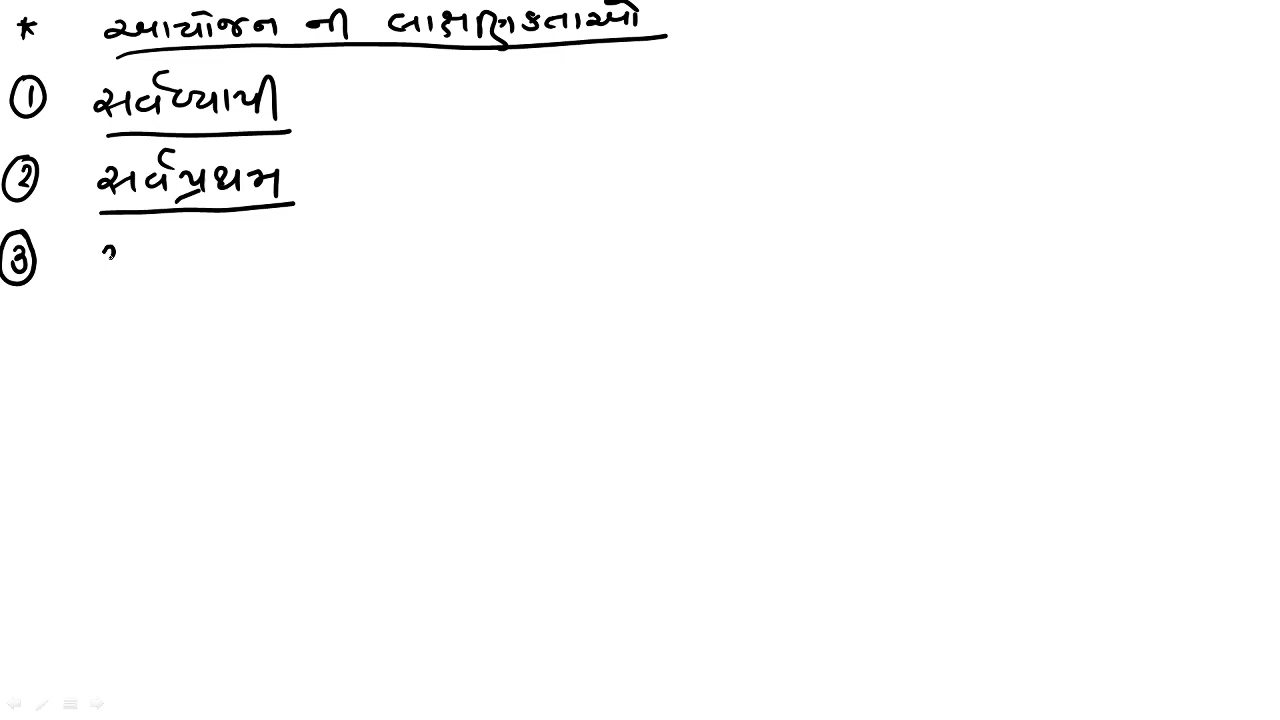 * આયોજન ની લાક્ષણિકતાઓ
① સર્વવ્યાપી
② સર્વપ્રથમ
③